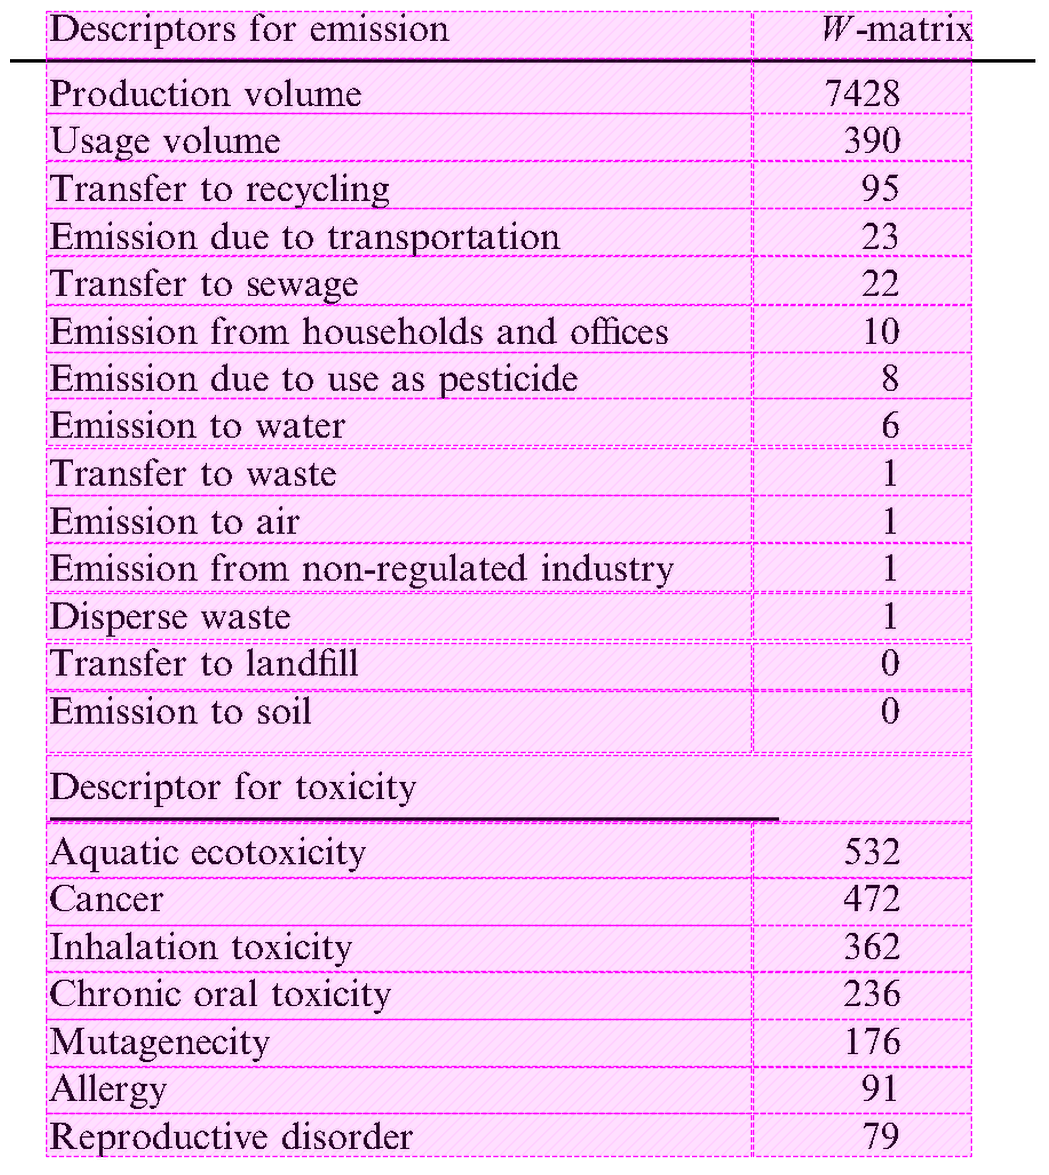 Descriptors for emission W-matrix
Production volume 7428
Usage volume 390
Transfer to recycling 95
Emission due to transportation 23
Transfer to sewage 22
Emission from households and offices 10
Emission due to use as pesticide 8
Emission to water 6
Transfer to waste 1
Emission to air 1
Emission from non-regulated industry 1
Disperse waste 1
Transfer to landfill 0
Emission to soil 0
Descriptor for toxicity
Aquatic ecotoxicity 532
Cancer 472
Inhalation toxicity 362
Chronic oral toxicity 236
Mutagenecity 176
Allergy 91
Reproductive disorder 79